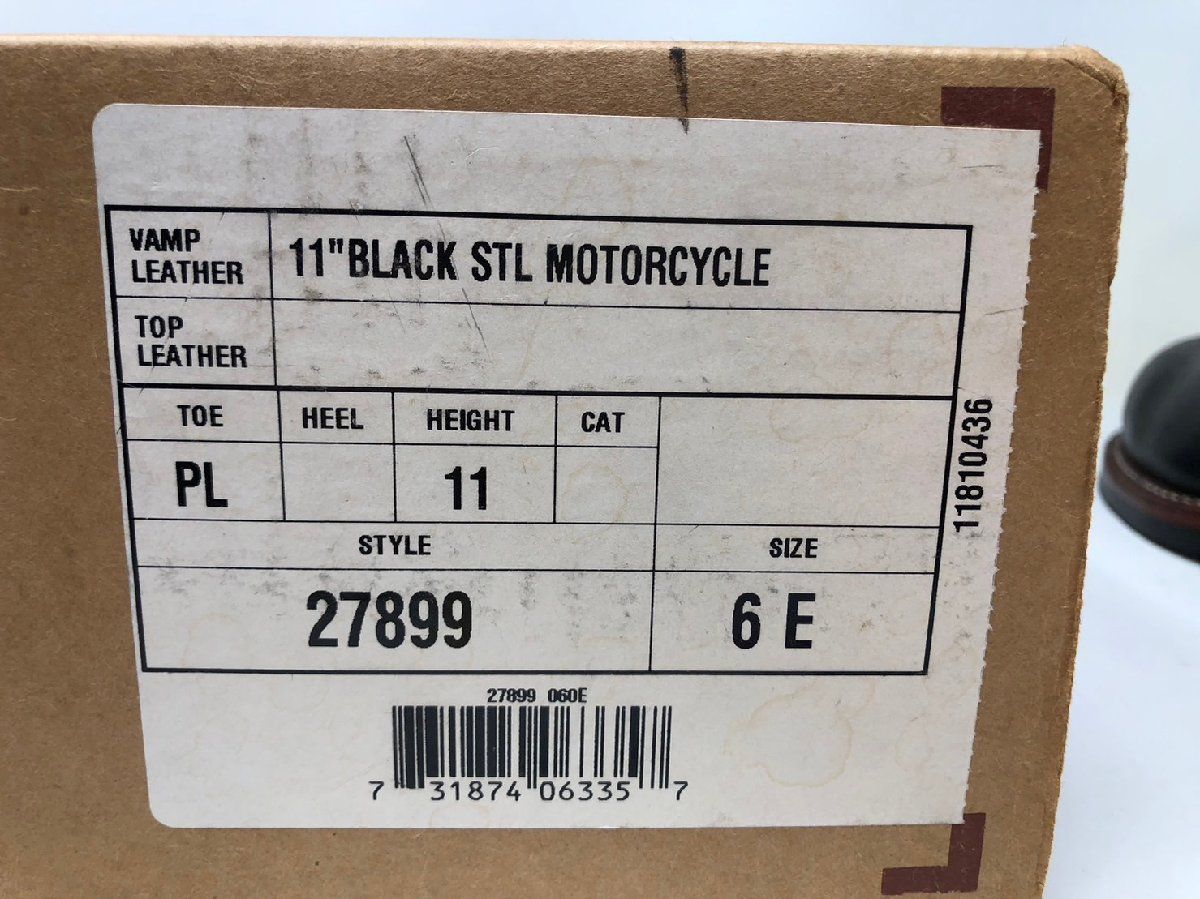 VAMP
LEATHER
11"BLACK STL MOTORCYCLE
TOP
LEATHER
TOE HEEL HEIGHT CAT
PL 11
STYLE SIZE
27899 6 E
11810436
27899 060E
7 31874 06335 7